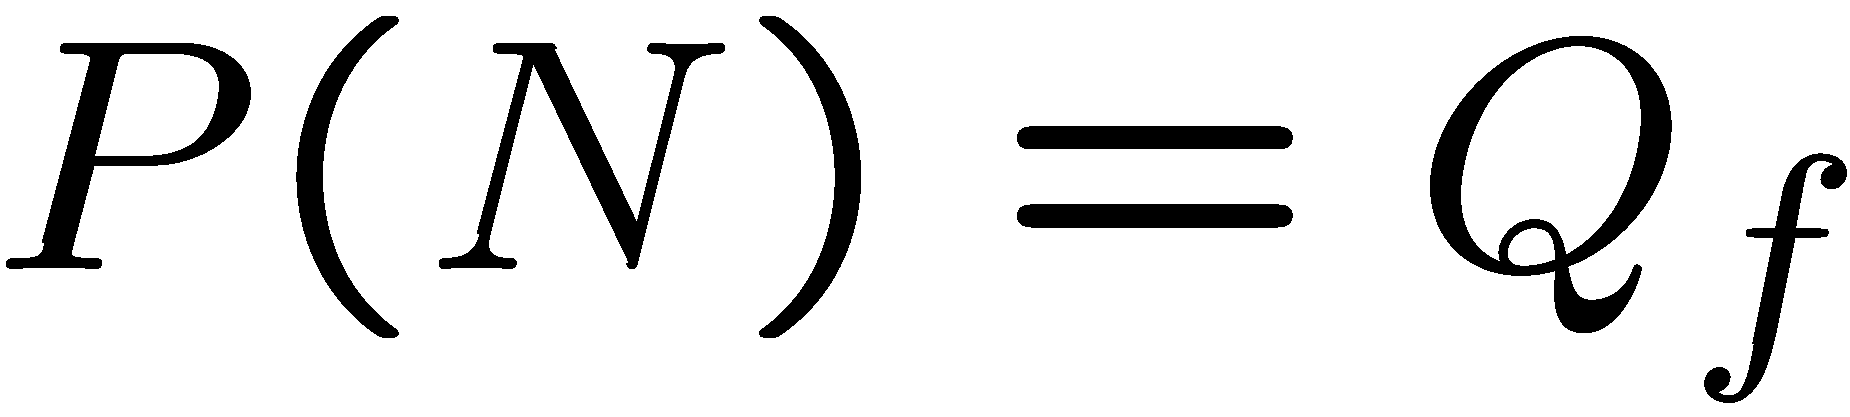 P(N) = Q_f